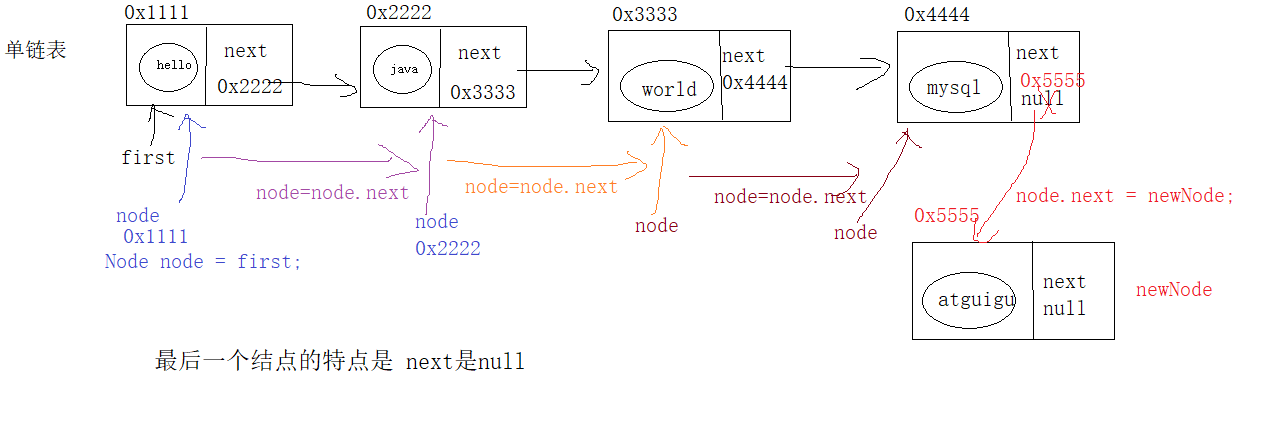 0x1111
0x2222
0x3333
0x4444
单链表
hello
next
0x2222
java
next
0x3333
world
next
0x4444
mysql
next
0x5555
null
first
node=node.next
node=node.next
node=node.next
node.next = newNode;
node
0x1111
Node node = first;
node
0x2222
node
node
0x5555
atguigu
next
null
newNode
最后一个结点的特点是 next是null